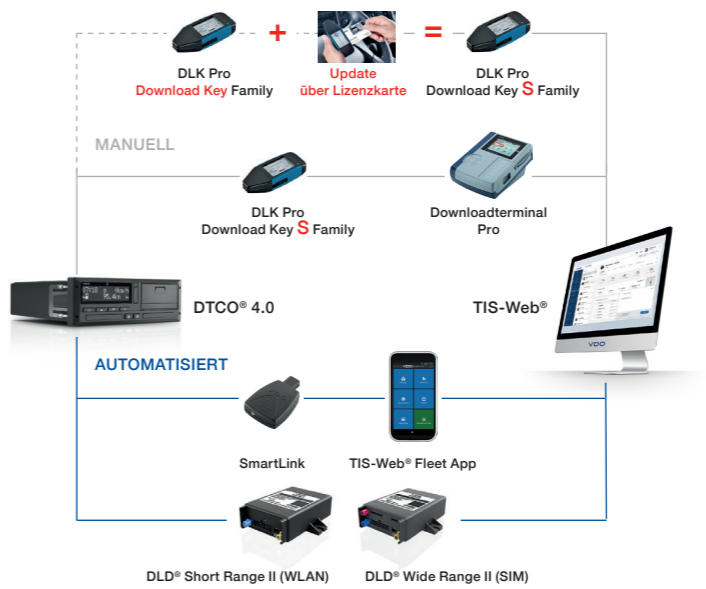 +
=
DLK Pro
Download Key Family
Update
über Lizenzkarte
DLK Pro
Download Key S Family
MANUELL
DLK Pro
Download Key S Family
Downloadterminal
Pro
DTCO® 4.0
TIS-Web®
VDO
AUTOMATISIERT
SmartLink
TIS-Web® Fleet App
DLD® Short Range II (WLAN)
DLD® Wide Range II (SIM)